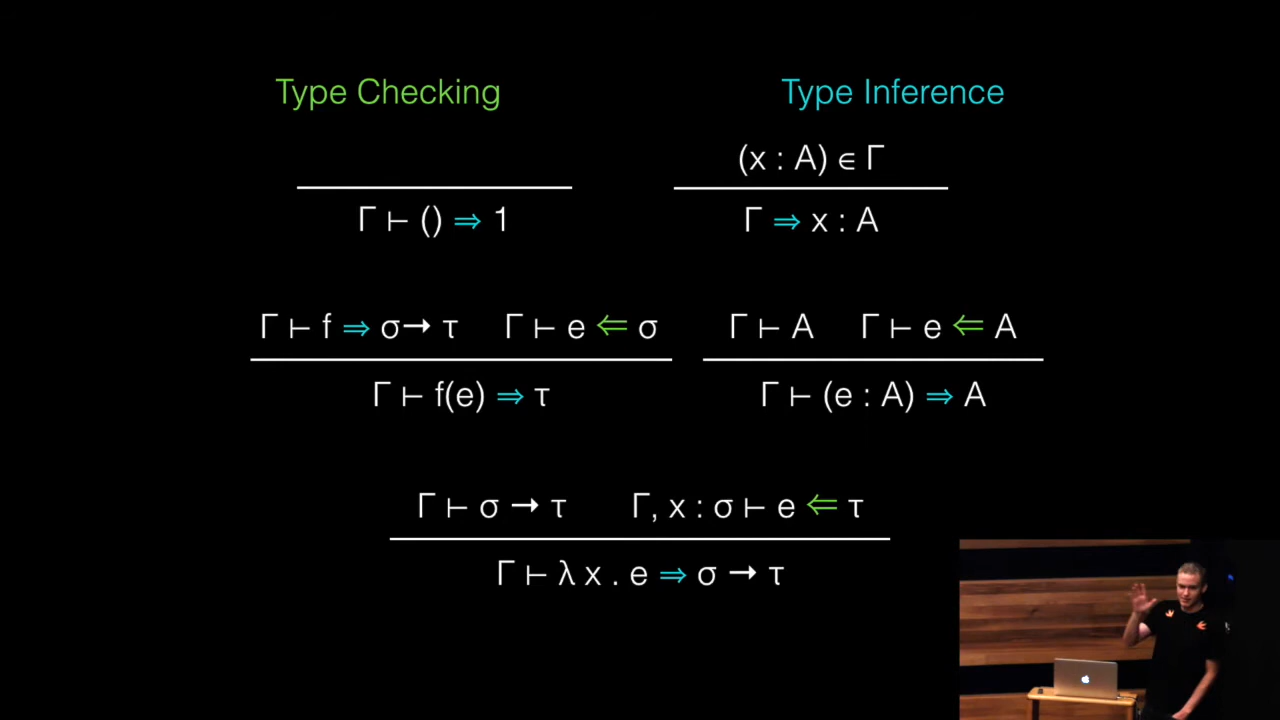 Type Checking
Type Inference
(x : A) ∈ Γ
Γ ⊢ () ⇒ 1
Γ ⇒ x : A
Γ ⊢ f ⇒ σ→ τ Γ ⊢ e ⇐ σ
Γ ⊢ A Γ ⊢ e ⇐ A
Γ ⊢ f(e) ⇒ τ
Γ ⊢ (e : A) ⇒ A
Γ ⊢ σ → τ Γ, x : σ ⊢ e ⇐ τ
Γ ⊢ λ x . e ⇒ σ → τ